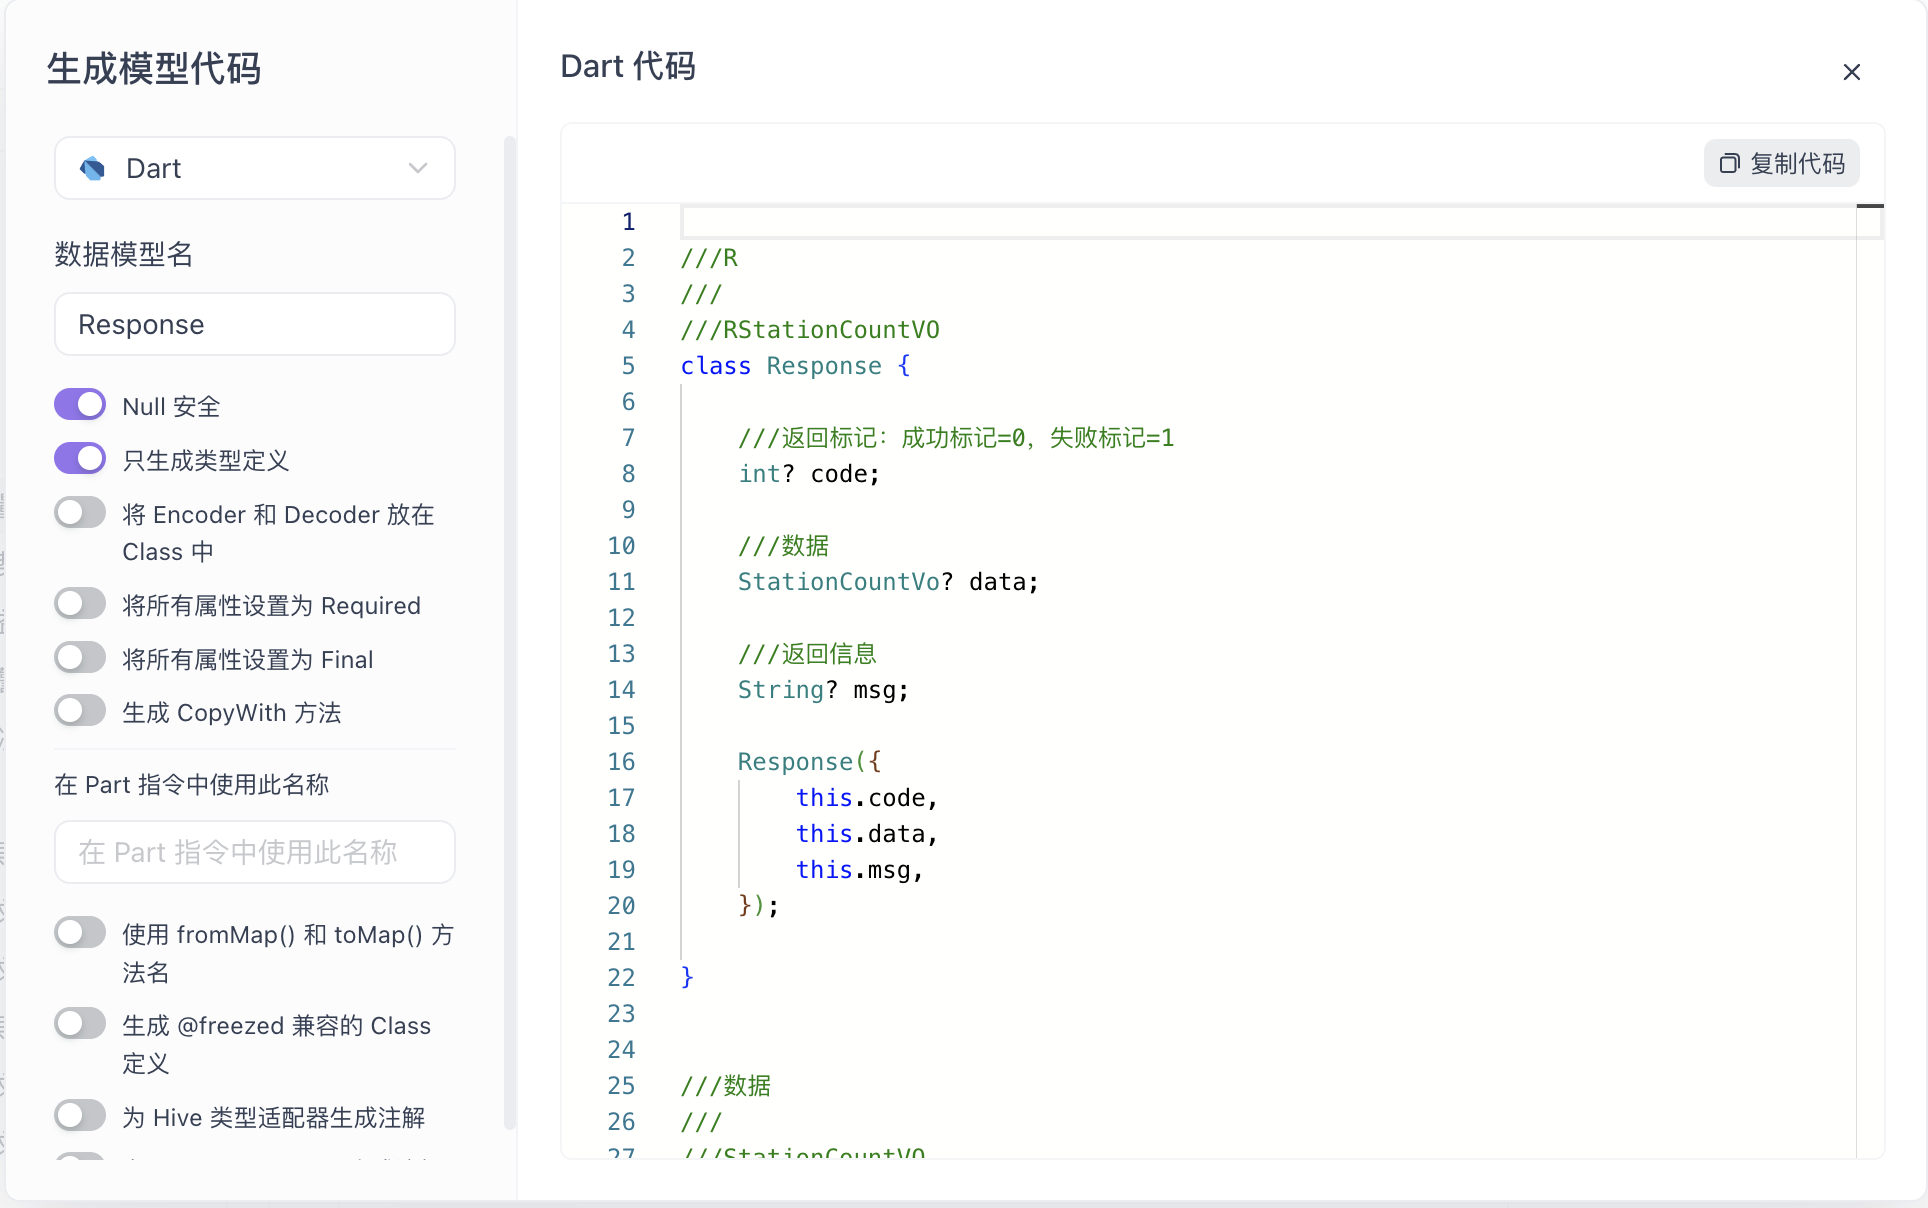 生成模型代码
Dart
数据模型名
Response
Null 安全
只生成类型定义
将 Encoder 和 Decoder 放在
Class 中
将所有属性设置为 Required
将所有属性设置为 Final
生成 CopyWith 方法
在 Part 指令中使用此名称
在 Part 指令中使用此名称
使用 fromMap() 和 toMap() 方
法名
生成 @freezed 兼容的 Class
定义
为 Hive 类型适配器生成注解
Dart 代码
复制代码
1
2 ///R
3 ///
4 ///RStationCountVO
5 class Response {
6
7 ///返回标记：成功标记=0，失败标记=1
8 int? code;
9
10 ///数据
11 StationCountVo? data;
12
13 ///返回信息
14 String? msg;
15
16 Response({
17 this.code,
18 this.data,
19 this.msg,
20 });
21
22 }
23
24
25 ///数据
26 ///
27 ///StationCountVO